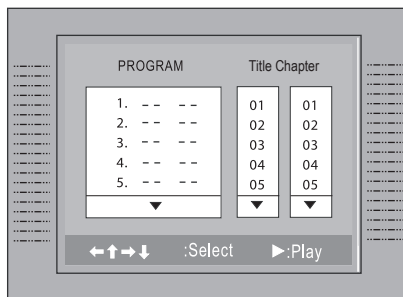 PROGRAM Title Chapter
1. -- -- 01 01
2. -- -- 02 02
3. -- -- 03 03
4. -- -- 04 04
5. -- -- 05 05
▼ ▼ ▼
←↑→↓ :Select ▶:Play